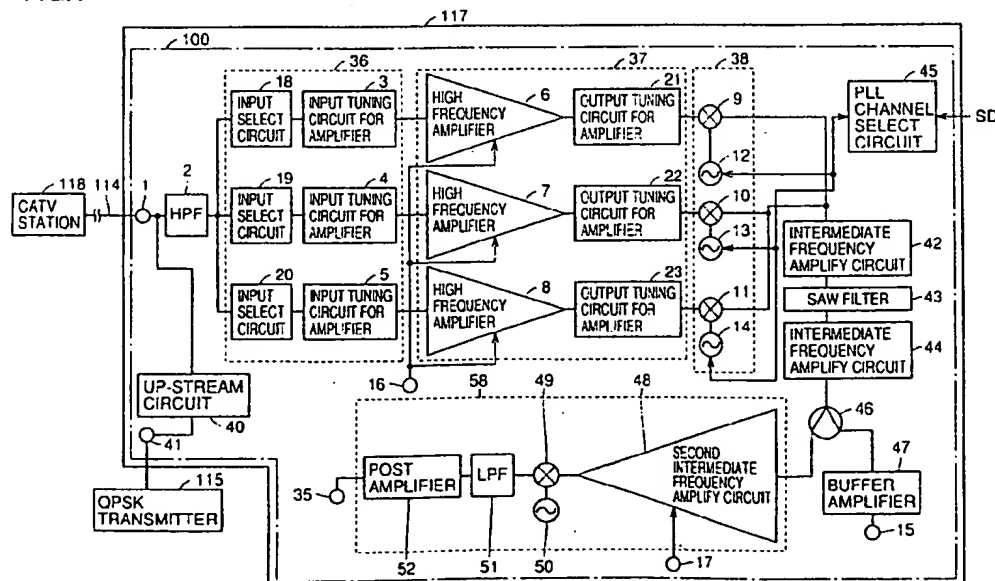 117
100
36
37
38
18
INPUT
SELECT
CIRCUIT
3
INPUT TUNING
CIRCUIT FOR
AMPLIFIER
HIGH
FREQUENCY
AMPLIFIER
6
21
OUTPUT TUNING
CIRCUIT FOR
AMPLIFIER
9
12
45
PLL
CHANNEL
SELECT
CIRCUIT
SD
118
CATV
STATION
114
1
2
HPF
19
INPUT
SELECT
CIRCUIT
4
INPUT TUNING
CIRCUIT FOR
AMPLIFIER
HIGH
FREQUENCY
AMPLIFIER
7
22
OUTPUT TUNING
CIRCUIT FOR
AMPLIFIER
10
13
INTERMEDIATE
FREQUENCY
AMPLIFY CIRCUIT
42
20
INPUT
SELECT
CIRCUIT
5
INPUT TUNING
CIRCUIT FOR
AMPLIFIER
HIGH
FREQUENCY
AMPLIFIER
8
23
OUTPUT TUNING
CIRCUIT FOR
AMPLIFIER
11
14
SAW FILTER
43
INTERMEDIATE
FREQUENCY
AMPLIFY CIRCUIT
44
16
UP-STREAM
CIRCUIT
40
41
QPSK
TRANSMITTER
115
58
49
48
35
POST
AMPLIFIER
LPF
SECOND
INTERMEDIATE
FREQUENCY
AMPLIFY CIRCUIT
46
47
BUFFER
AMPLIFIER
15
52
51
50
17